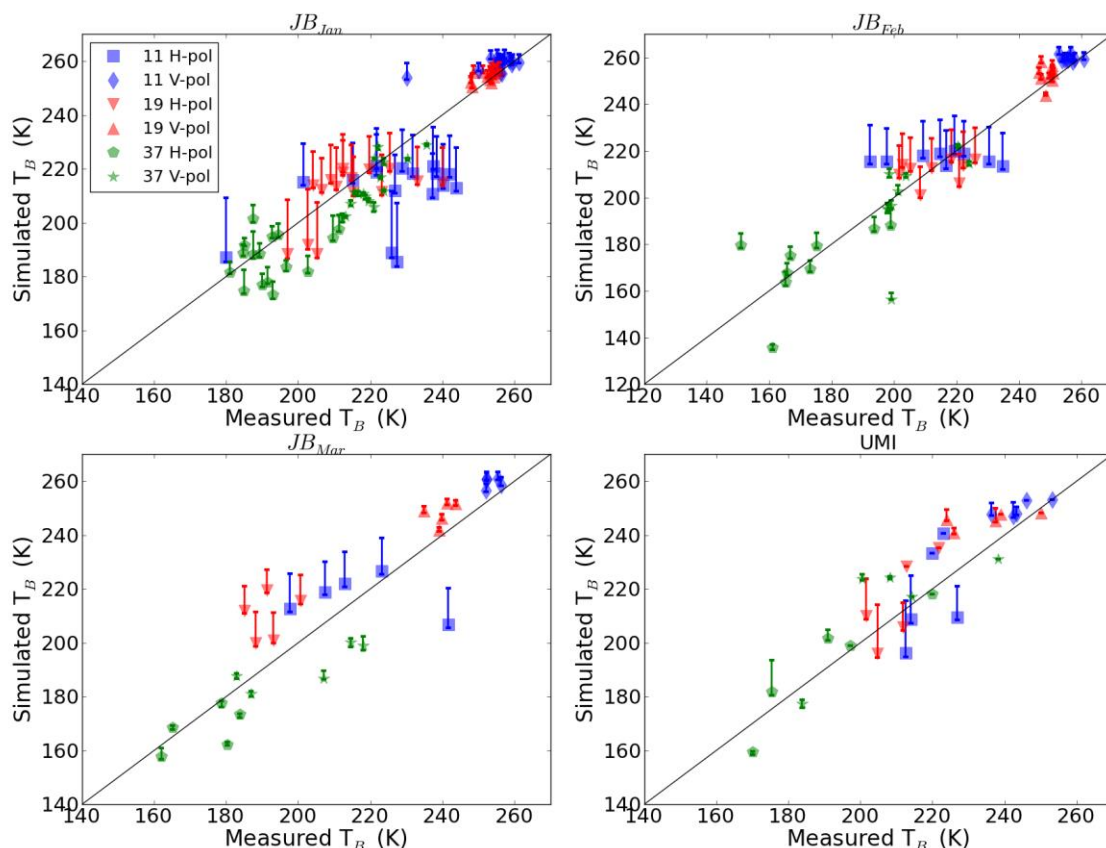 JB_Jan
260
240
220
200
180
160
140
Simulated T_B (K)
11 H-pol
11 V-pol
19 H-pol
19 V-pol
37 H-pol
37 V-pol
140 160 180 200 220 240 260
Measured T_B (K)
JB_Feb
260
240
220
200
180
160
140
120
Simulated T_B (K)
120 140 160 180 200 220 240 260
Measured T_B (K)
JB_Mar
260
240
220
200
180
160
140
Simulated T_B (K)
140 160 180 200 220 240 260
Measured T_B (K)
UMI
260
240
220
200
180
160
140
Simulated T_B (K)
140 160 180 200 220 240 260
Measured T_B (K)